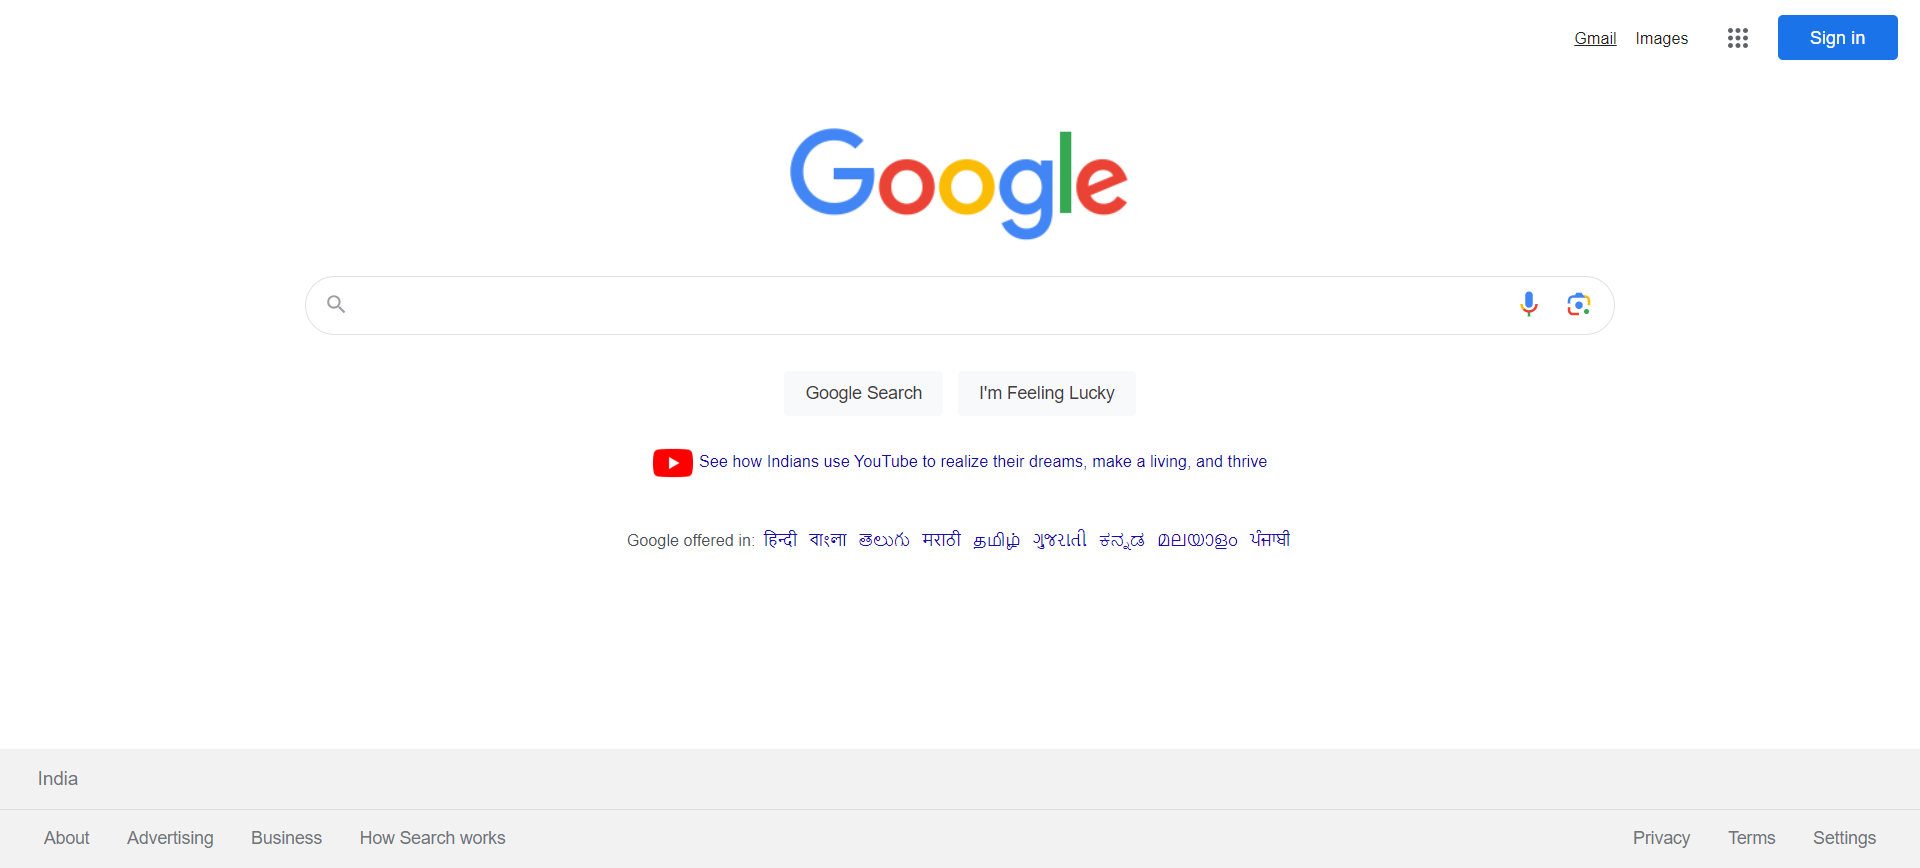 Gmail Images Sign in
Google
Google Search I'm Feeling Lucky
See how Indians use YouTube to realize their dreams, make a living, and thrive
Google offered in: हिन्दी বাংলা తెలుగు मराठी தமிழ் ગુજરાતી ಕನ್ನಡ മലയാളം ਪੰਜਾਬੀ
India
About Advertising Business How Search works Privacy Terms Settings